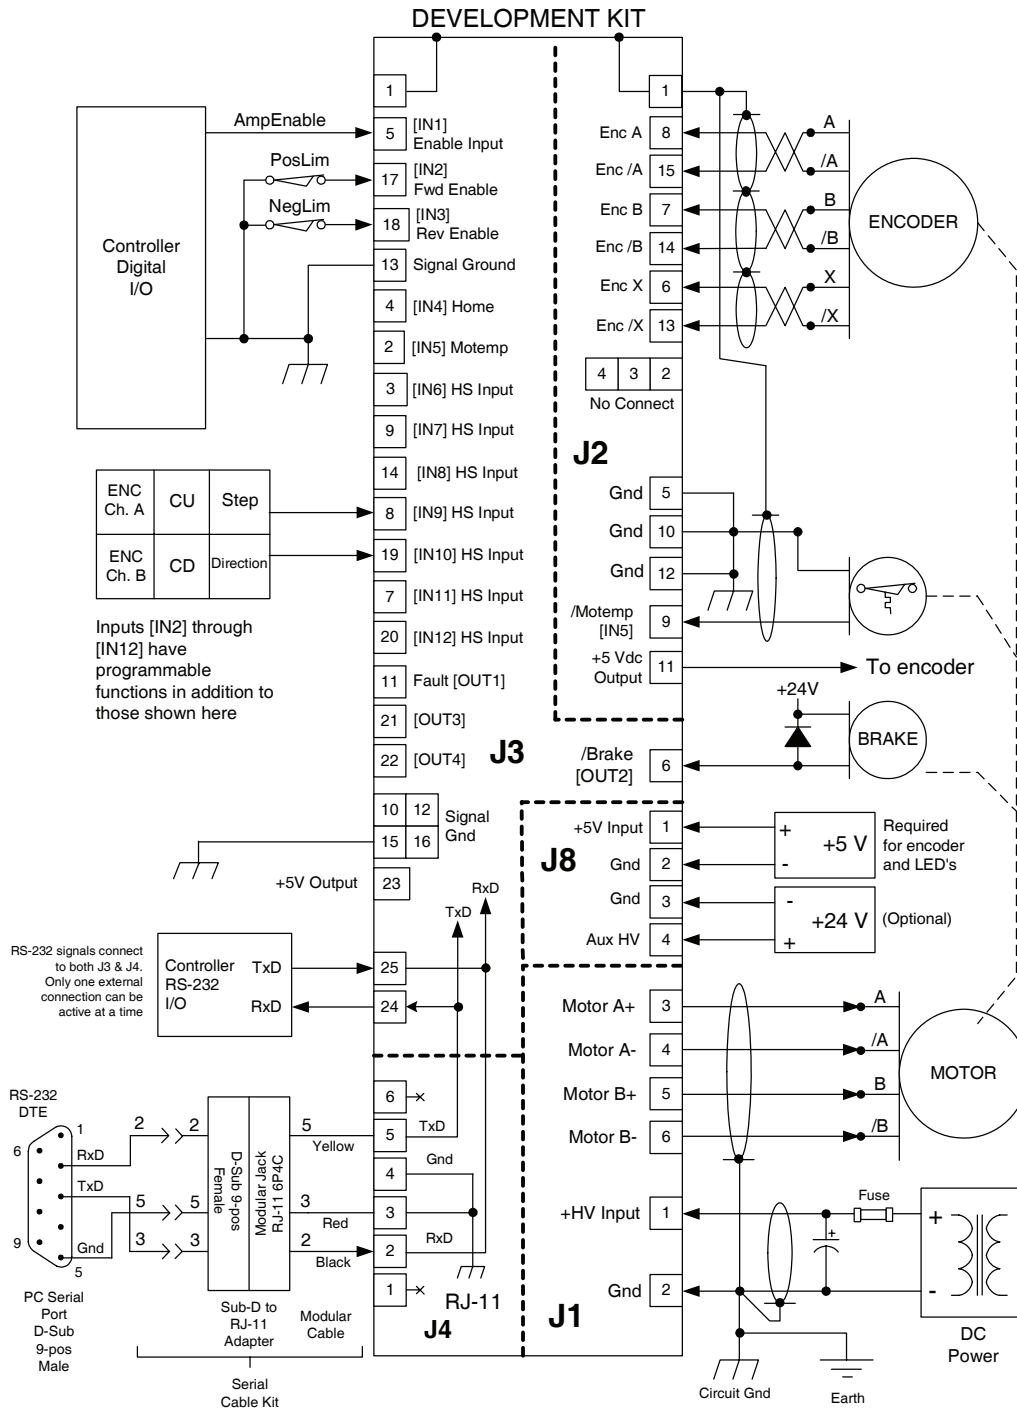 DEVELOPMENT KIT
1
AmpEnable
5
[IN1]
Enable Input
PosLim
17
[IN2]
Fwd Enable
NegLim
18
[IN3]
Rev Enable
Controller
Digital
I/O
13
Signal Ground
4
[IN4] Home
2
[IN5] Motemp
3
[IN6] HS Input
9
[IN7] HS Input
14
[IN8] HS Input
ENC
Ch. A
CU
Step
8
[IN9] HS Input
ENC
Ch. B
CD
Direction
19
[IN10] HS Input
7
[IN11] HS Input
20
[IN12] HS Input
Inputs [IN2] through
[IN12] have
programmable
functions in addition to
those shown here
11
Fault [OUT1]
21
[OUT3]
22
[OUT4]
J3
10
12
15
16
Signal
Gnd
+5V Output
23
RxD
TxD
RS-232 signals connect
to both J3 & J4.
Only one external
connection can be
active at a time
Controller
RS-232
I/O
TxD
RxD
25
24
1
Enc A
8
A
Enc /A
15
/A
Enc B
7
B
Enc /B
14
/B
Enc X
6
X
Enc /X
13
/X
ENCODER
4
3
2
No Connect
J2
Gnd
5
Gnd
10
Gnd
12
/Motemp
[IN5]
9
+5 Vdc
Output
11
To encoder
+24V
BRAKE
/Brake
[OUT2]
6
J8
+5V Input
1
Gnd
2
Gnd
3
Aux HV
4
+
-
+5 V
Required
for encoder
and LED's
-
+
+24 V
(Optional)
Motor A+
3
A
Motor A-
4
/A
Motor B+
5
B
Motor B-
6
/B
MOTOR
+HV Input
1
Fuse
+
+
-
Gnd
2
J1
DC
Power
Circuit Gnd
Earth
RS-232
DTE
1
6
RxD
TxD
9
Gnd
5
PC Serial
Port
D-Sub
9-pos
Male
2
2
5
5
3
3
D-Sub 9-pos
Female
Modular Jack
RJ-11 6P4C
5
Yellow
3
Red
2
Black
Sub-D to
RJ-11
Adapter
Modular
Cable
Serial
Cable Kit
6
5
TxD
4
Gnd
3
2
RxD
1
RJ-11
J4